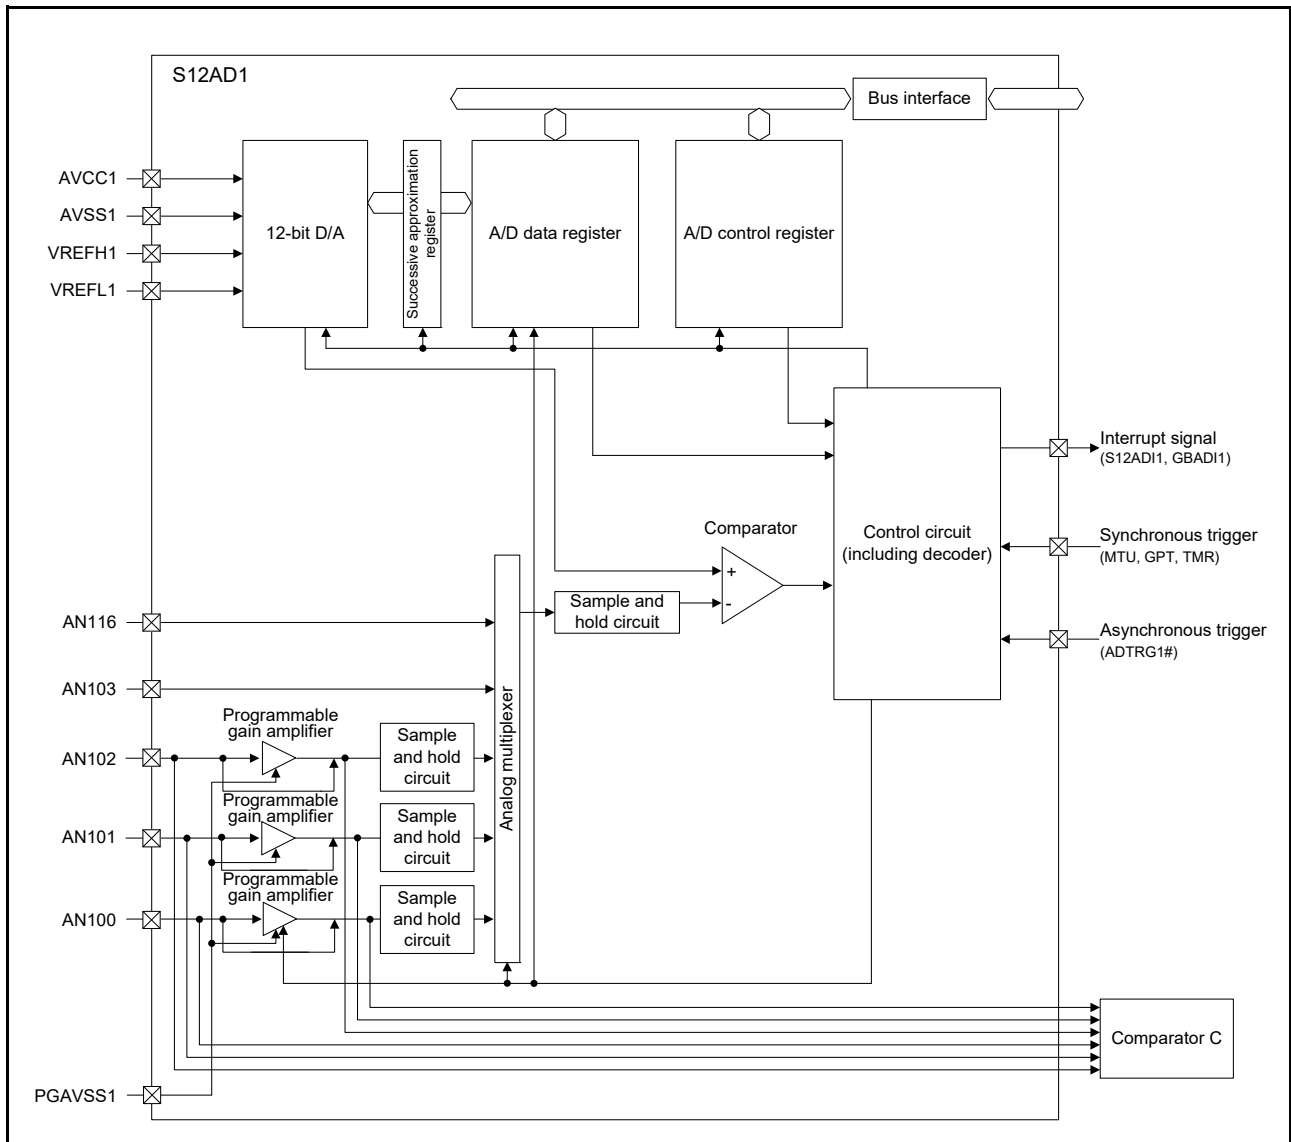 S12AD1
Bus interface
AVCC1
AVSS1
VREFH1
VREFL1
12-bit D/A
Successive approximation
register
A/D data register
A/D control register
Interrupt signal
(S12ADI1, GBADI1)
Comparator
Control circuit
(including decoder)
Synchronous trigger
(MTU, GPT, TMR)
+
-
Sample and
hold circuit
Asynchronous trigger
(ADTRG1#)
AN116
AN103
Analog multiplexer
Programmable
gain amplifier
Sample
and hold
circuit
AN102
Programmable
gain amplifier
Sample
and hold
circuit
AN101
Programmable
gain amplifier
Sample
and hold
circuit
AN100
Comparator C
PGAVSS1